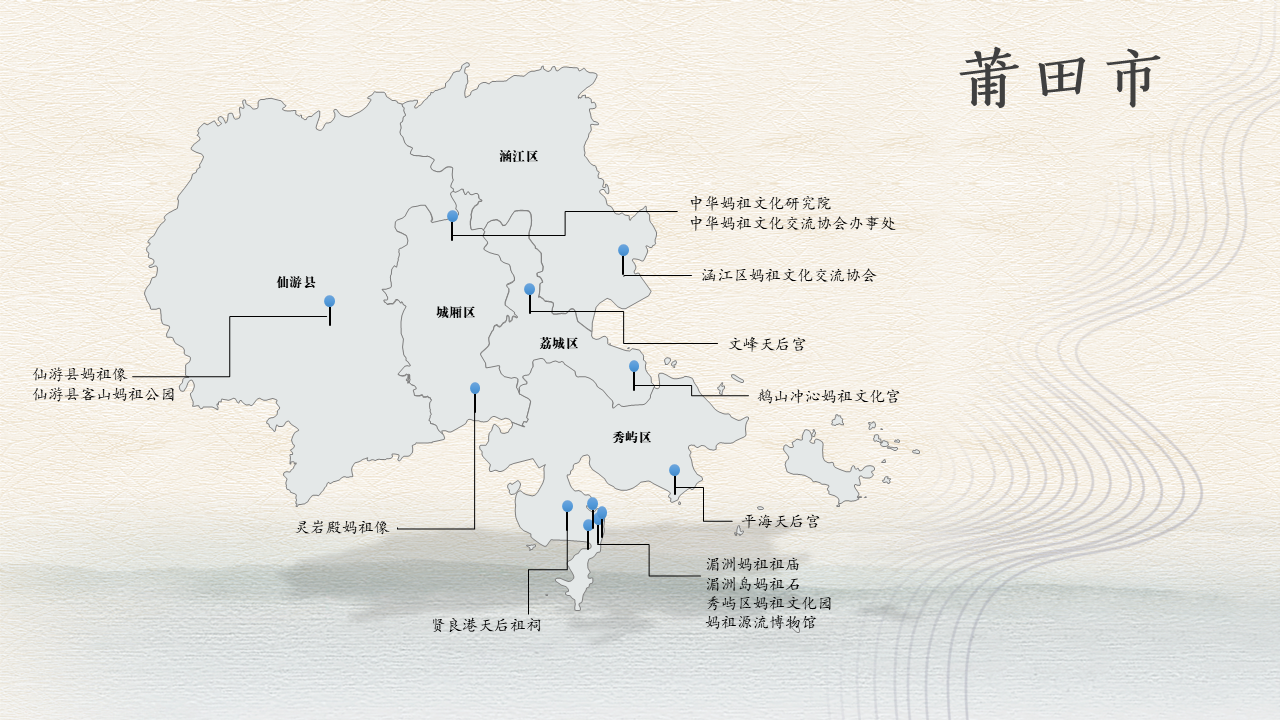 莆田市
涵江区
中华妈祖文化研究院
中华妈祖文化交流协会办事处
涵江区妈祖文化交流协会
仙游县
城厢区
荔城区
文峰天后宫
仙游县妈祖像
仙游县客山妈祖公园
鹅山冲沁妈祖文化宫
秀屿区
灵岩殿妈祖像
平海天后宫
湄洲妈祖祖庙
湄洲岛妈祖石
秀屿区妈祖文化园
妈祖源流博物馆
贤良港天后祖祠